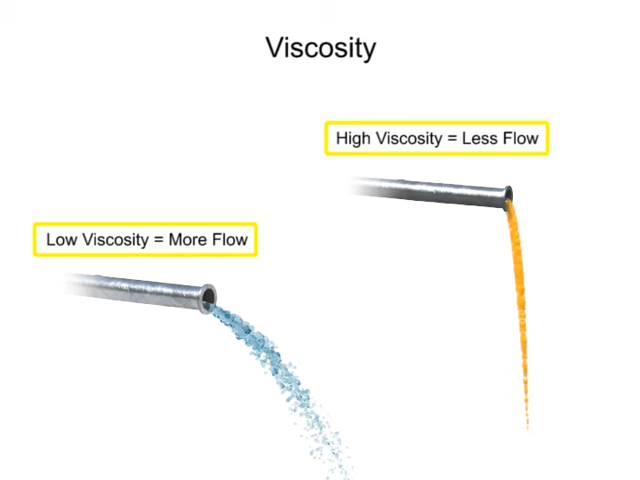 Viscosity
High Viscosity = Less Flow
Low Viscosity = More Flow